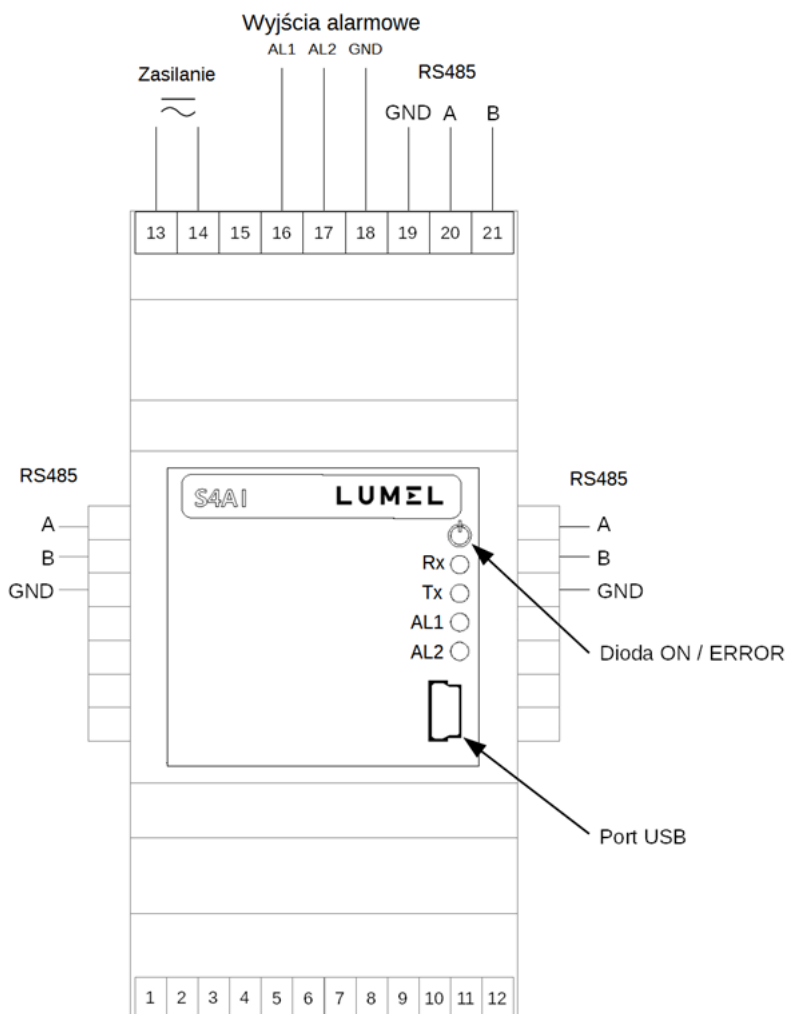 Wyjścia alarmowe
AL1 AL2 GND
Zasilanie
RS485
GND A B
13 14 15 16 17 18 19 20 21
RS485
A
B
GND
S4AI LUMEL
Rx
Tx
AL1
AL2
RS485
A
B
GND
Dioda ON / ERROR
Port USB
1 2 3 4 5 6 7 8 9 10 11 12